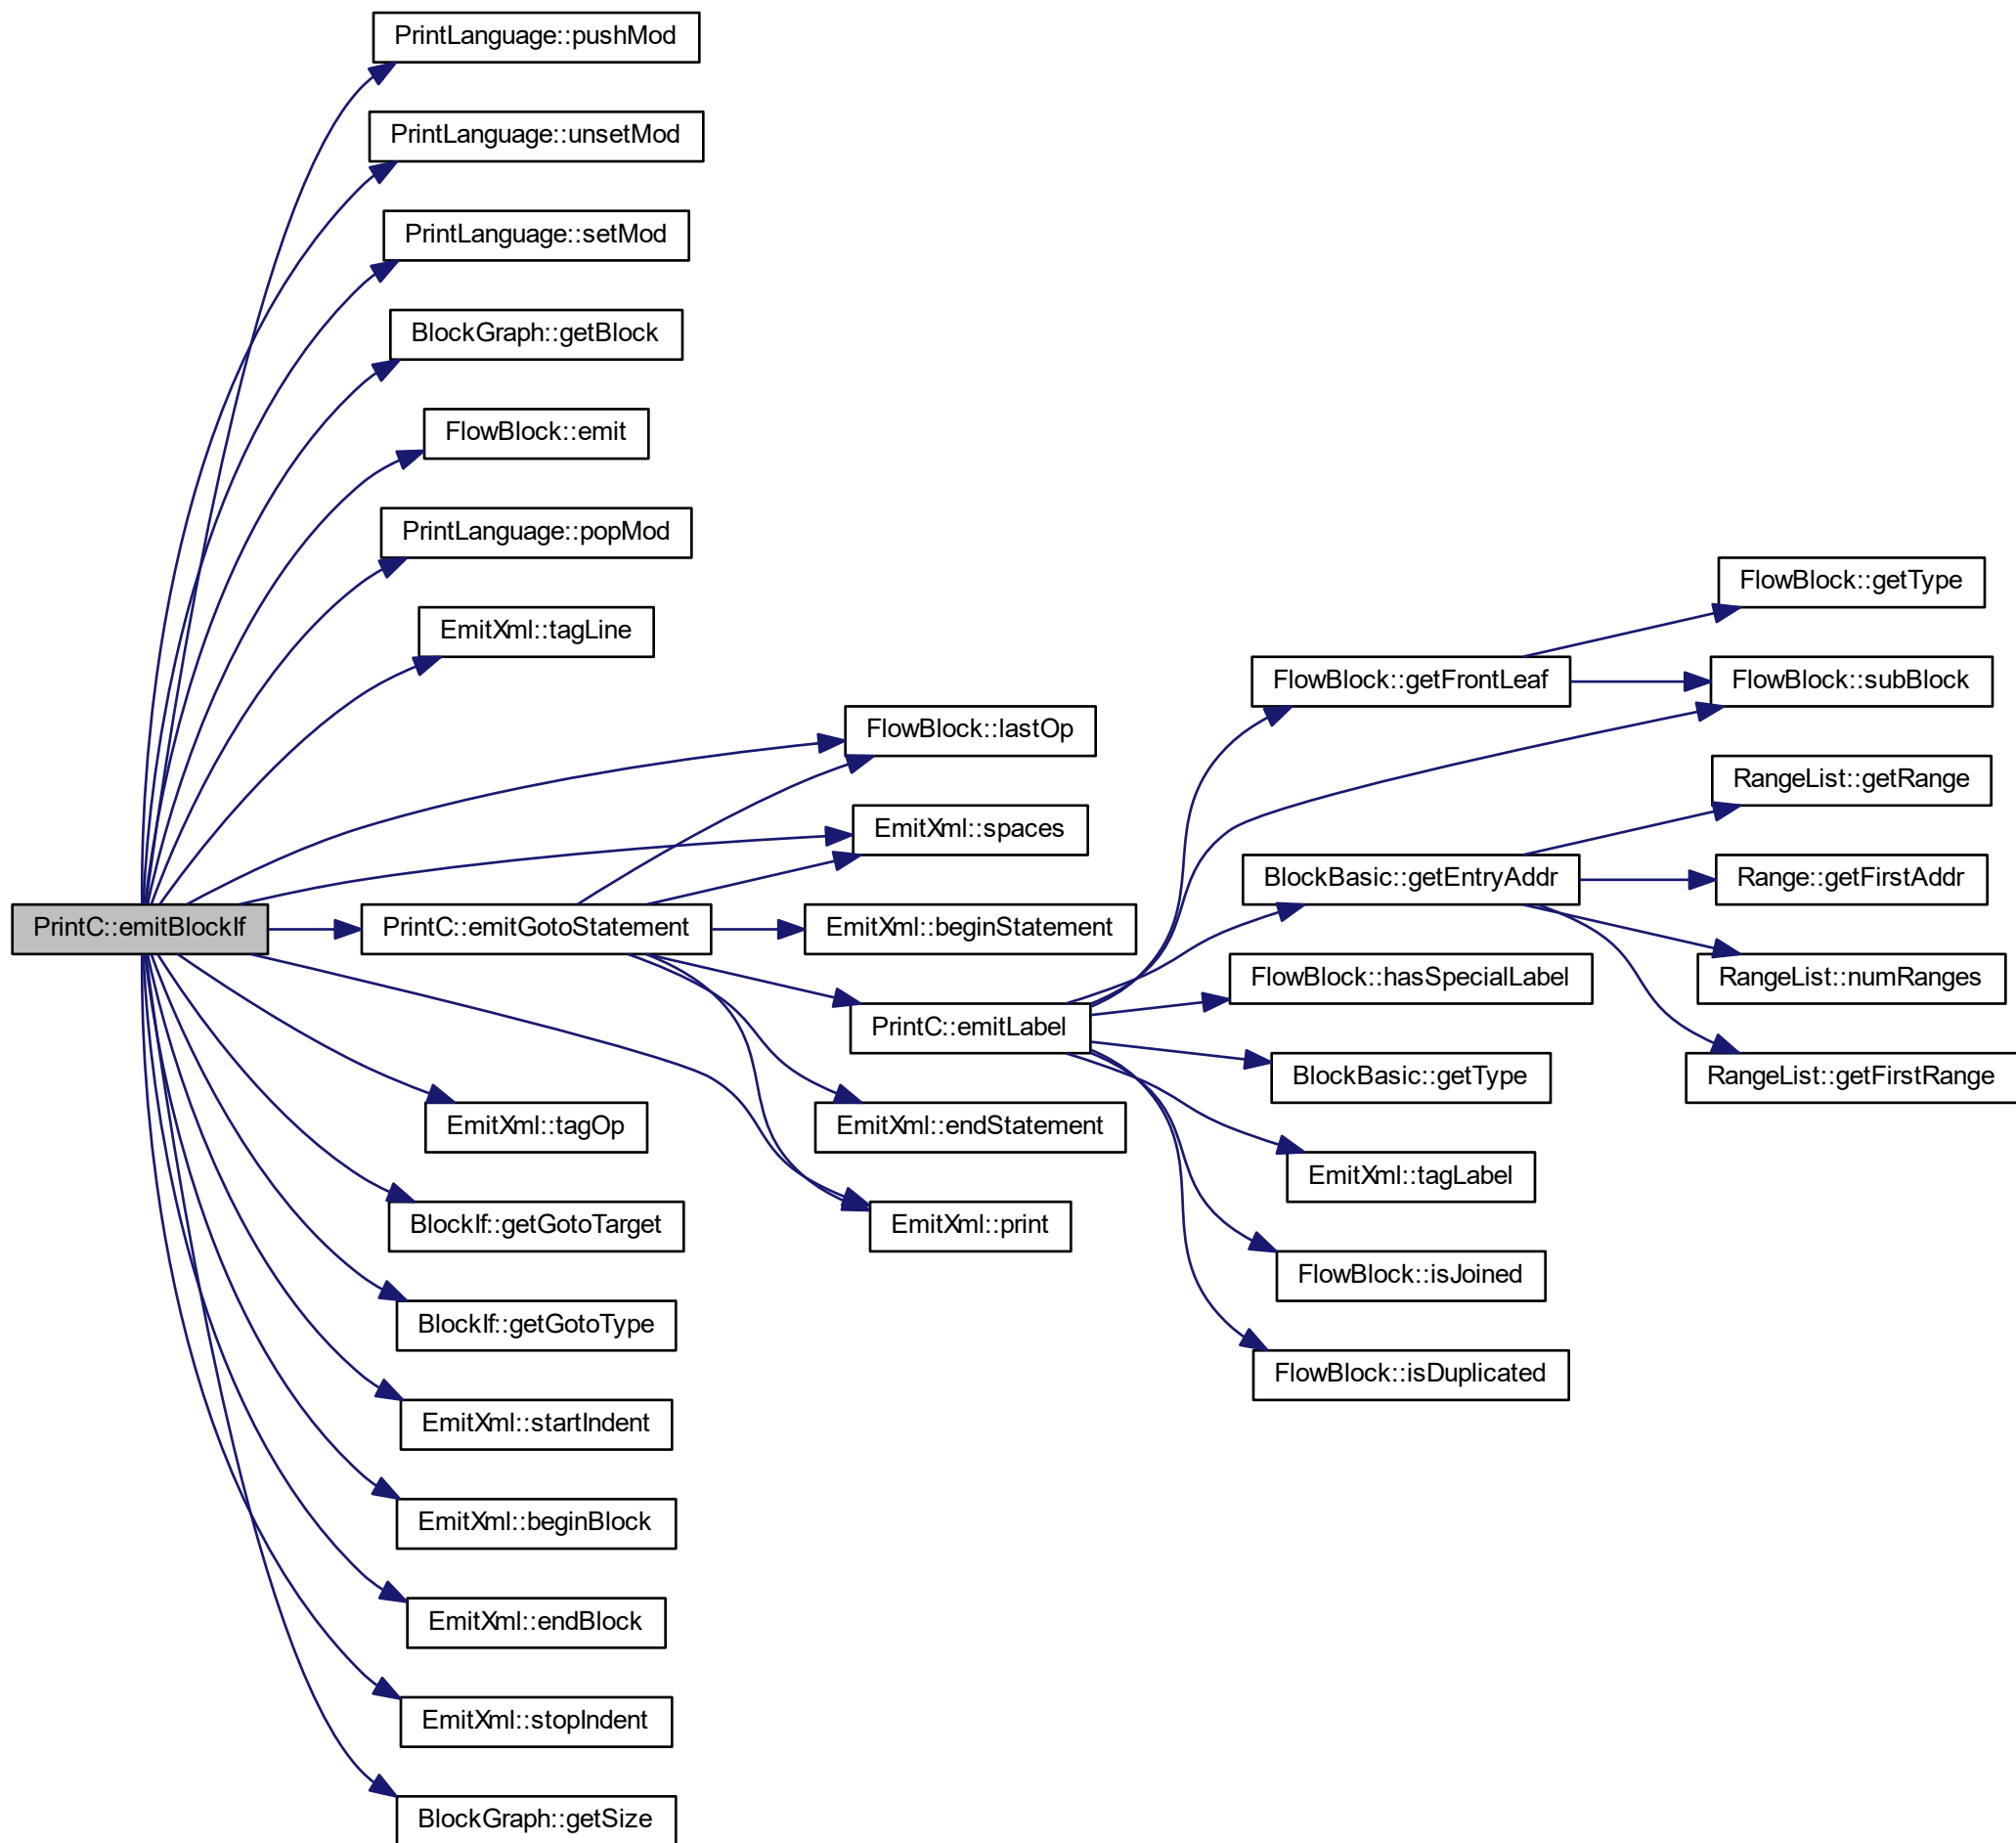 PrintLanguage::pushMod
PrintLanguage::unsetMod
PrintLanguage::setMod
BlockGraph::getBlock
FlowBlock::emit
PrintLanguage::popMod
FlowBlock::getType
EmitXml::tagLine
FlowBlock::getFrontLeaf
FlowBlock::subBlock
FlowBlock::lastOp
RangeList::getRange
EmitXml::spaces
BlockBasic::getEntryAddr
Range::getFirstAddr
PrintC::emitBlockIf
PrintC::emitGotoStatement
EmitXml::beginStatement
FlowBlock::hasSpecialLabel
RangeList::numRanges
PrintC::emitLabel
BlockBasic::getType
RangeList::getFirstRange
EmitXml::tagOp
EmitXml::endStatement
EmitXml::tagLabel
BlockIf::getGotoTarget
EmitXml::print
FlowBlock::isJoined
BlockIf::getGotoType
FlowBlock::isDuplicated
EmitXml::startIndent
EmitXml::beginBlock
EmitXml::endBlock
EmitXml::stopIndent
BlockGraph::getSize